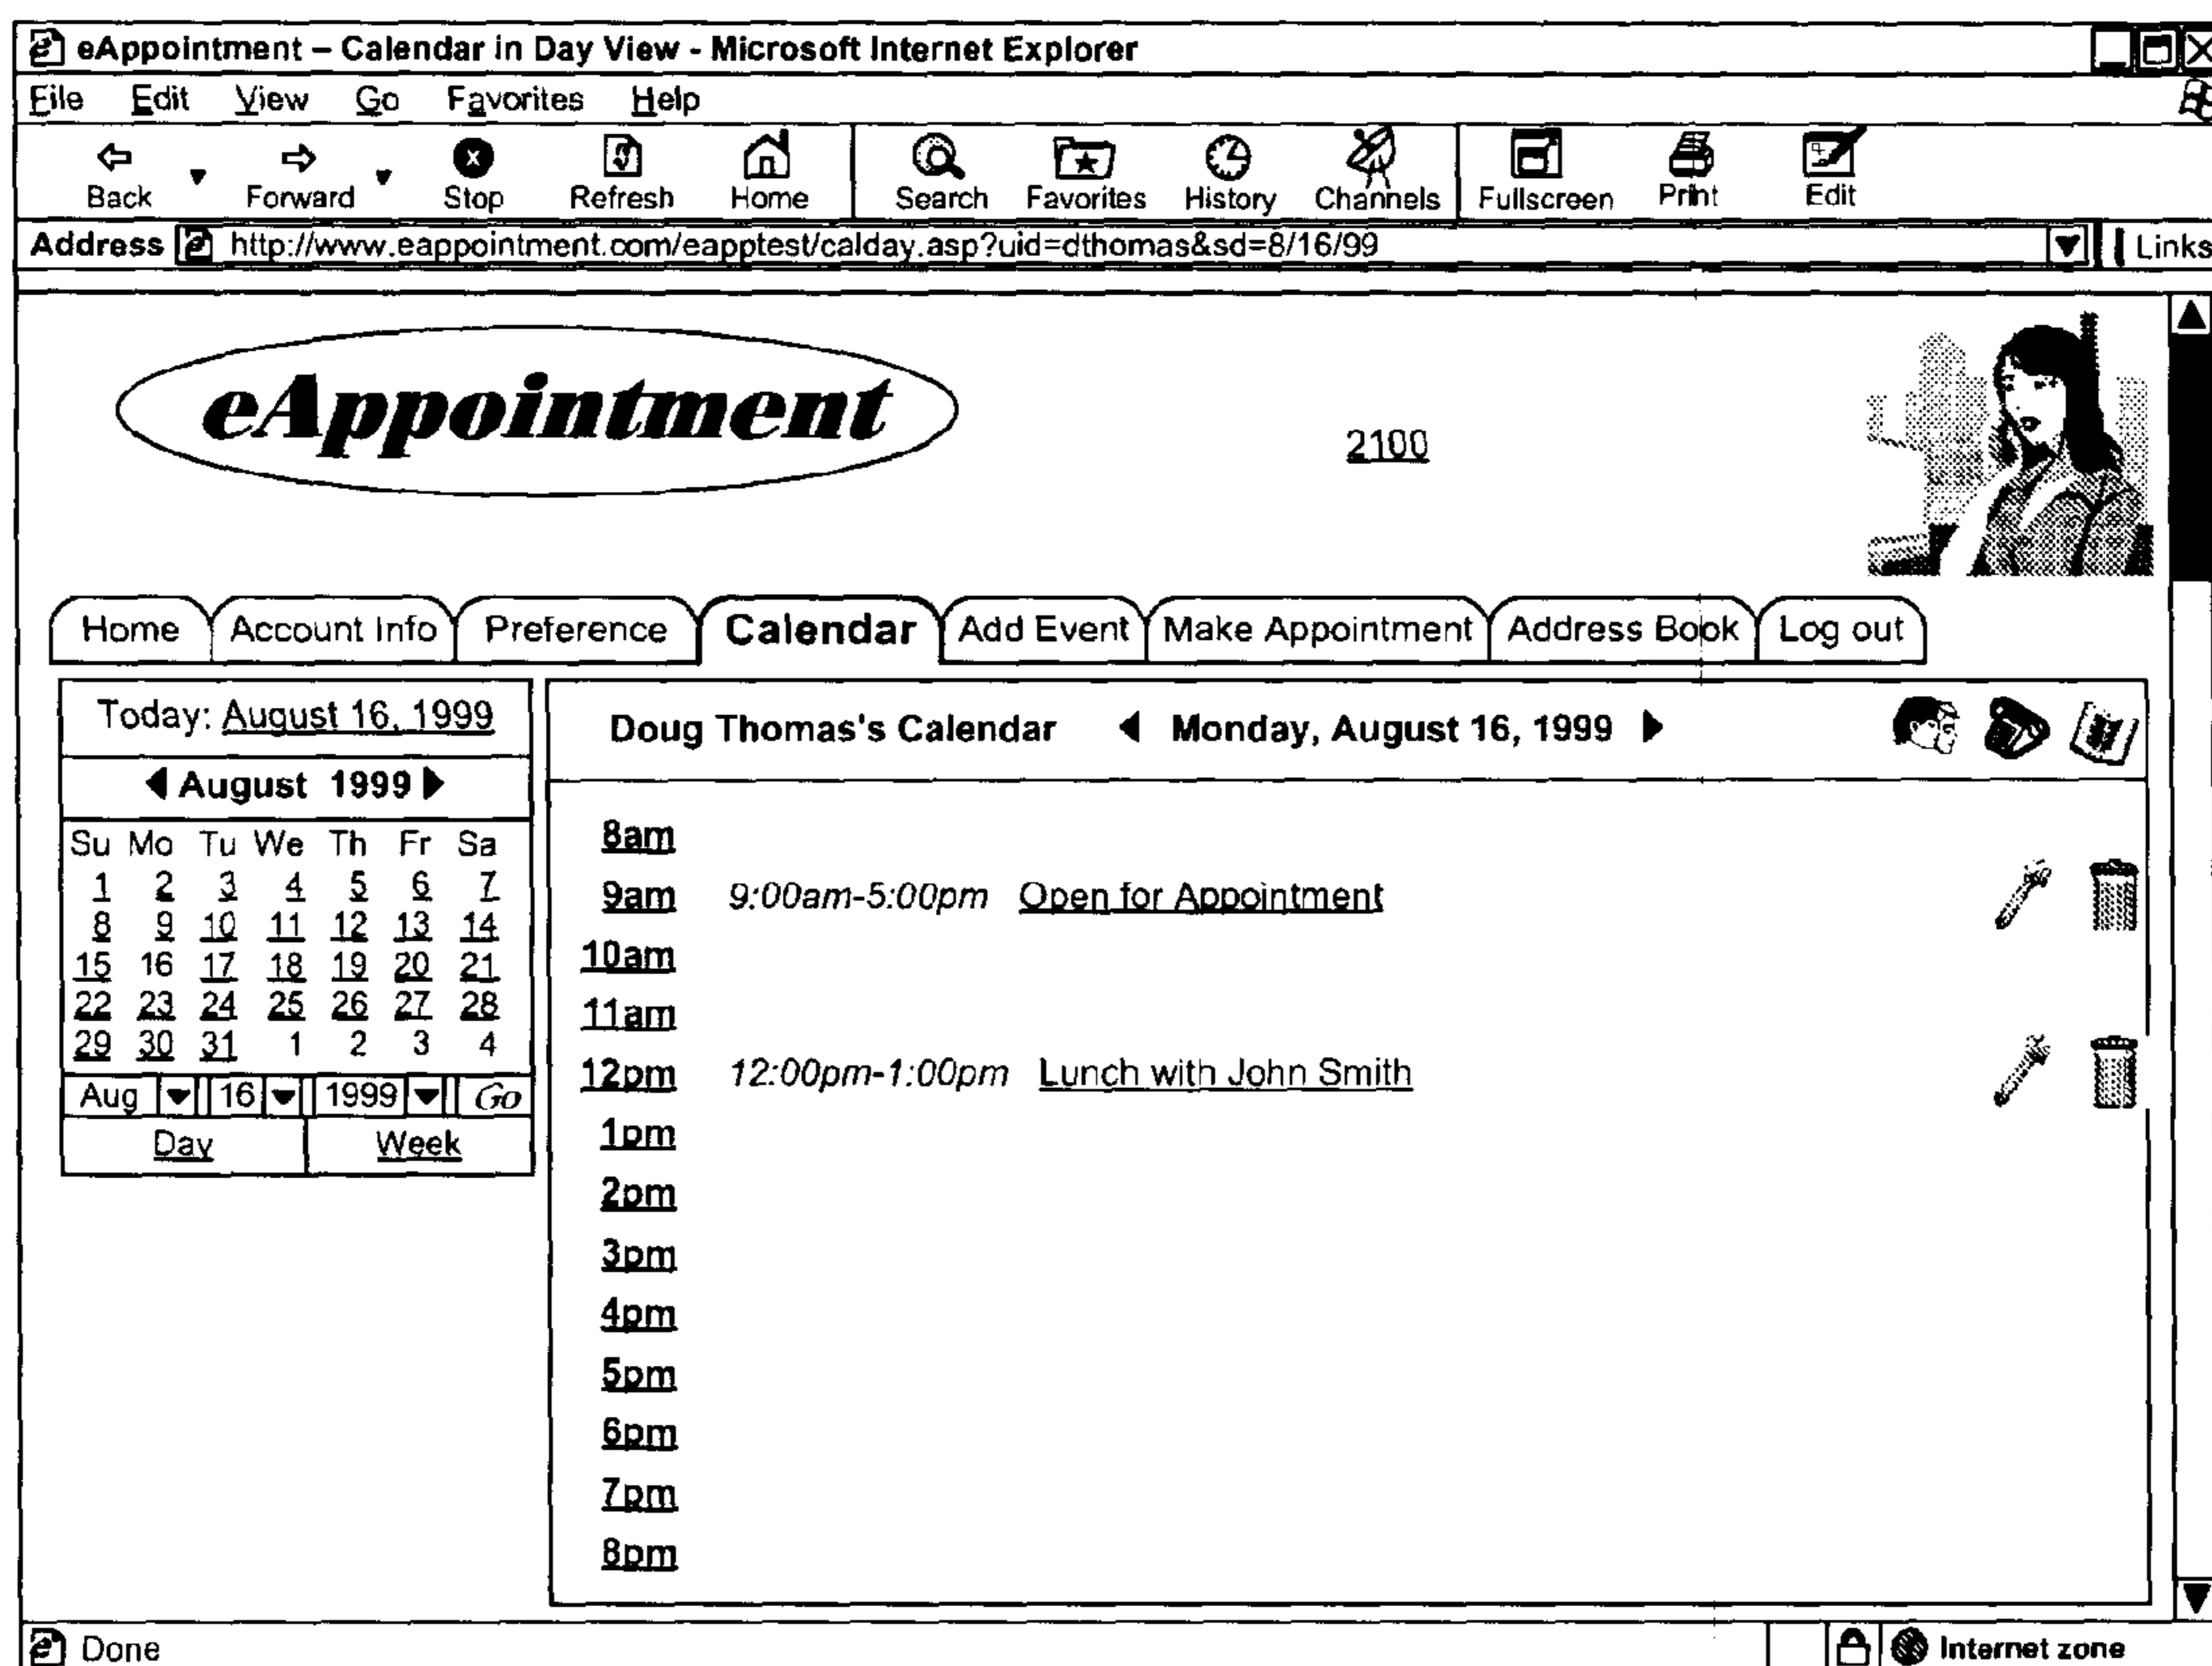 eAppointment – Calendar in Day View - Microsoft Internet Explorer
File Edit View Go Favorites Help
Back Forward Stop Refresh Home Search Favorites History Channels Fullscreen Print Edit
Address http://www.eappointment.com/eapptest/calday.asp?uid=dthomas&sd=8/16/99 Links
eAppointment
2100
Home Account Info Preference Calendar Add Event Make Appointment Address Book Log out
Today: August 16, 1999
August 1999
Su Mo Tu We Th Fr Sa
1 2 3 4 5 6 7
8 9 10 11 12 13 14
15 16 17 18 19 20 21
22 23 24 25 26 27 28
29 30 31 1 2 3 4
Aug 16 1999 Go
Day Week
Doug Thomas's Calendar Monday, August 16, 1999
8am
9am 9:00am-5:00pm Open for Appointment
10am
11am
12pm 12:00pm-1:00pm Lunch with John Smith
1pm
2pm
3pm
4pm
5pm
6pm
7pm
8pm
Done Internet zone